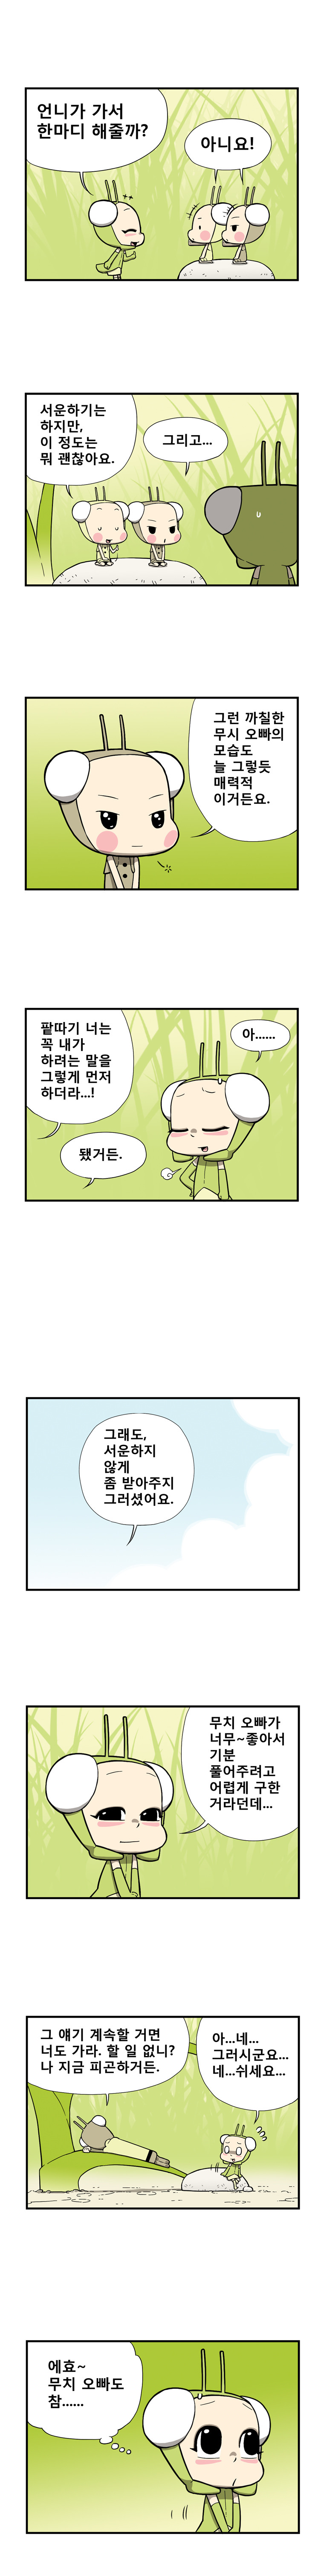 언니가 가서
한마디 해줄까?
아니요!
서운하기는
하지만,
이 정도는
뭐 괜찮아요.
그리고...
그런 까칠한
무시 오빠의
모습도
늘 그렇듯
매력적
이거든요.
팥따기 너는
꼭 내가
하려는 말을
그렇게 먼저
하더라...!
아......
됐거든.
그래도,
서운하지
않게
좀 받아주지
그러셨어요.
무치 오빠가
너무~좋아서
기분
풀어주려고
어렵게 구한
거라던데...
그 얘기 계속할 거면
너도 가라. 할 일 없니?
나 지금 피곤하거든.
아...네...
그러시군요...
네...쉬세요...
에효~
무치 오빠도
참......